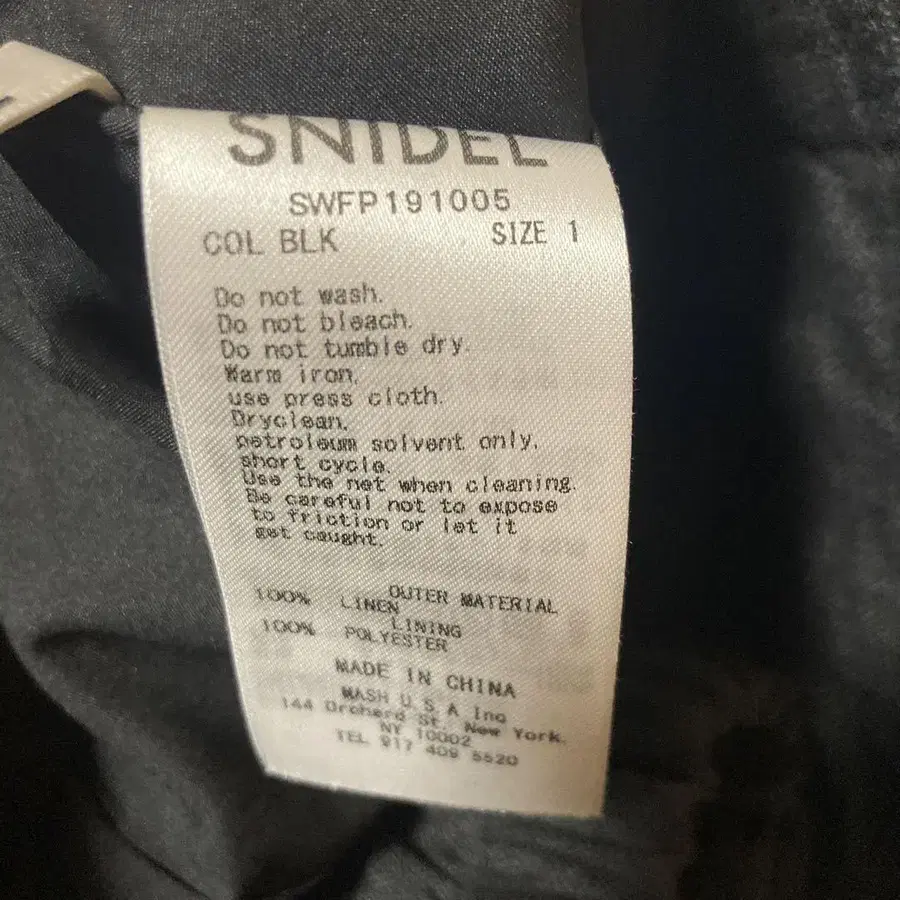 SNIDEL
SWFP191005
COL BLK SIZE 1
Do not wash.
Do not bleach.
Do not tumble dry.
Warm iron.
use press cloth.
Dryclean.
petroleum solvent only.
short cycle.
Use the net when cleaning.
Be careful not to expose
to friction or let it
get caught.
OUTER MATERIAL
100% LINEN
LINING
100% POLYESTER
MADE IN CHINA
MASH U.S.A Inc
144 Orchard St. New York.
NY 10002
TEL 917 409 5520